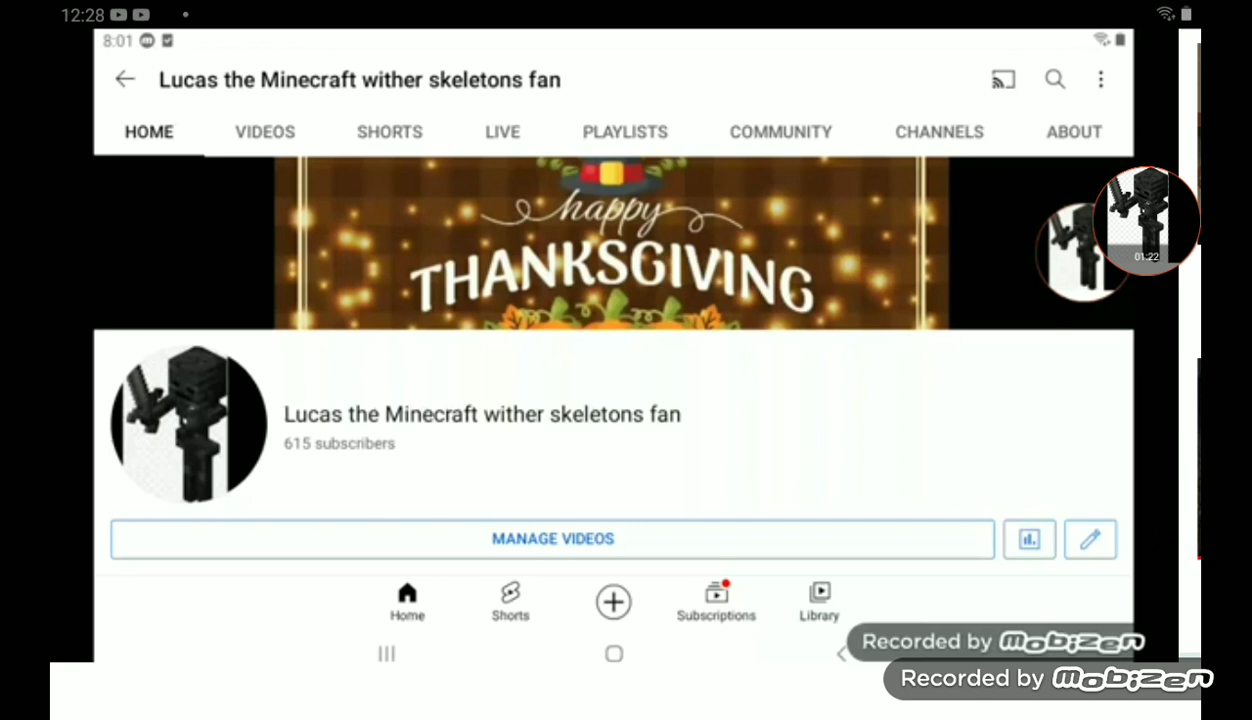 12:28
8:01
Lucas the Minecraft wither skeletons fan
HOME VIDEOS SHORTS LIVE PLAYLISTS COMMUNITY CHANNELS ABOUT
happy
THANKSGIVING
01:22
Lucas the Minecraft wither skeletons fan
615 subscribers
MANAGE VIDEOS
Home Shorts Subscriptions Library
Recorded by mobizen
Recorded by mobizen